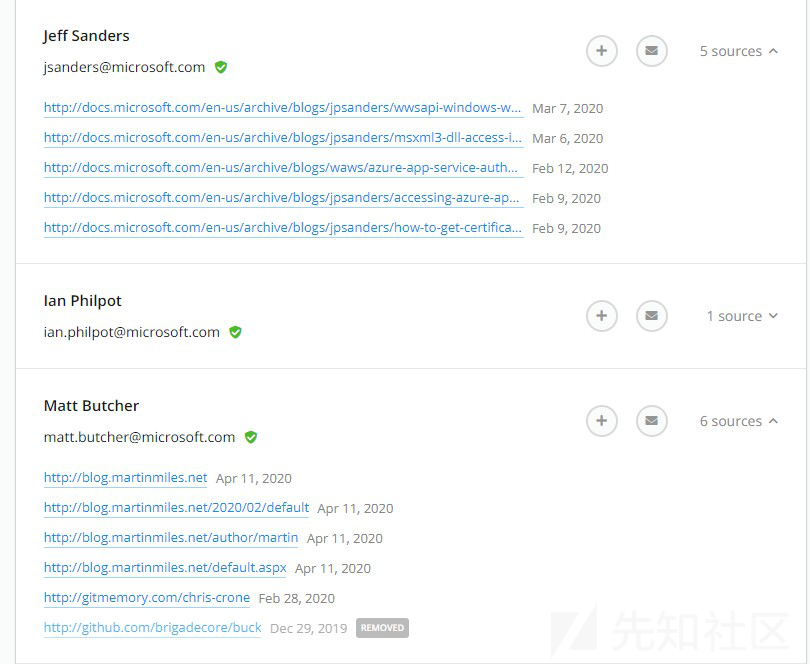 Jeff Sanders
jsanders@microsoft.com
5 sources
http://docs.microsoft.com/en-us/archive/blogs/jpsanders/wwsapi-windows-w... Mar 7, 2020
http://docs.microsoft.com/en-us/archive/blogs/jpsanders/msxml3-dll-access-i... Mar 6, 2020
http://docs.microsoft.com/en-us/archive/blogs/waws/azure-app-service-auth... Feb 12, 2020
http://docs.microsoft.com/en-us/archive/blogs/jpsanders/accessing-azure-ap... Feb 9, 2020
http://docs.microsoft.com/en-us/archive/blogs/jpsanders/how-to-get-certifica... Feb 9, 2020
Ian Philpot
ian.philpot@microsoft.com
1 source
Matt Butcher
matt.butcher@microsoft.com
6 sources
http://blog.martinmiles.net Apr 11, 2020
http://blog.martinmiles.net/2020/02/default Apr 11, 2020
http://blog.martinmiles.net/author/martin Apr 11, 2020
http://blog.martinmiles.net/default.aspx Apr 11, 2020
http://gitmemory.com/chris-crone Feb 28, 2020
http://github.com/brigadecore/buck Dec 29, 2019 REMOVED
先知社区